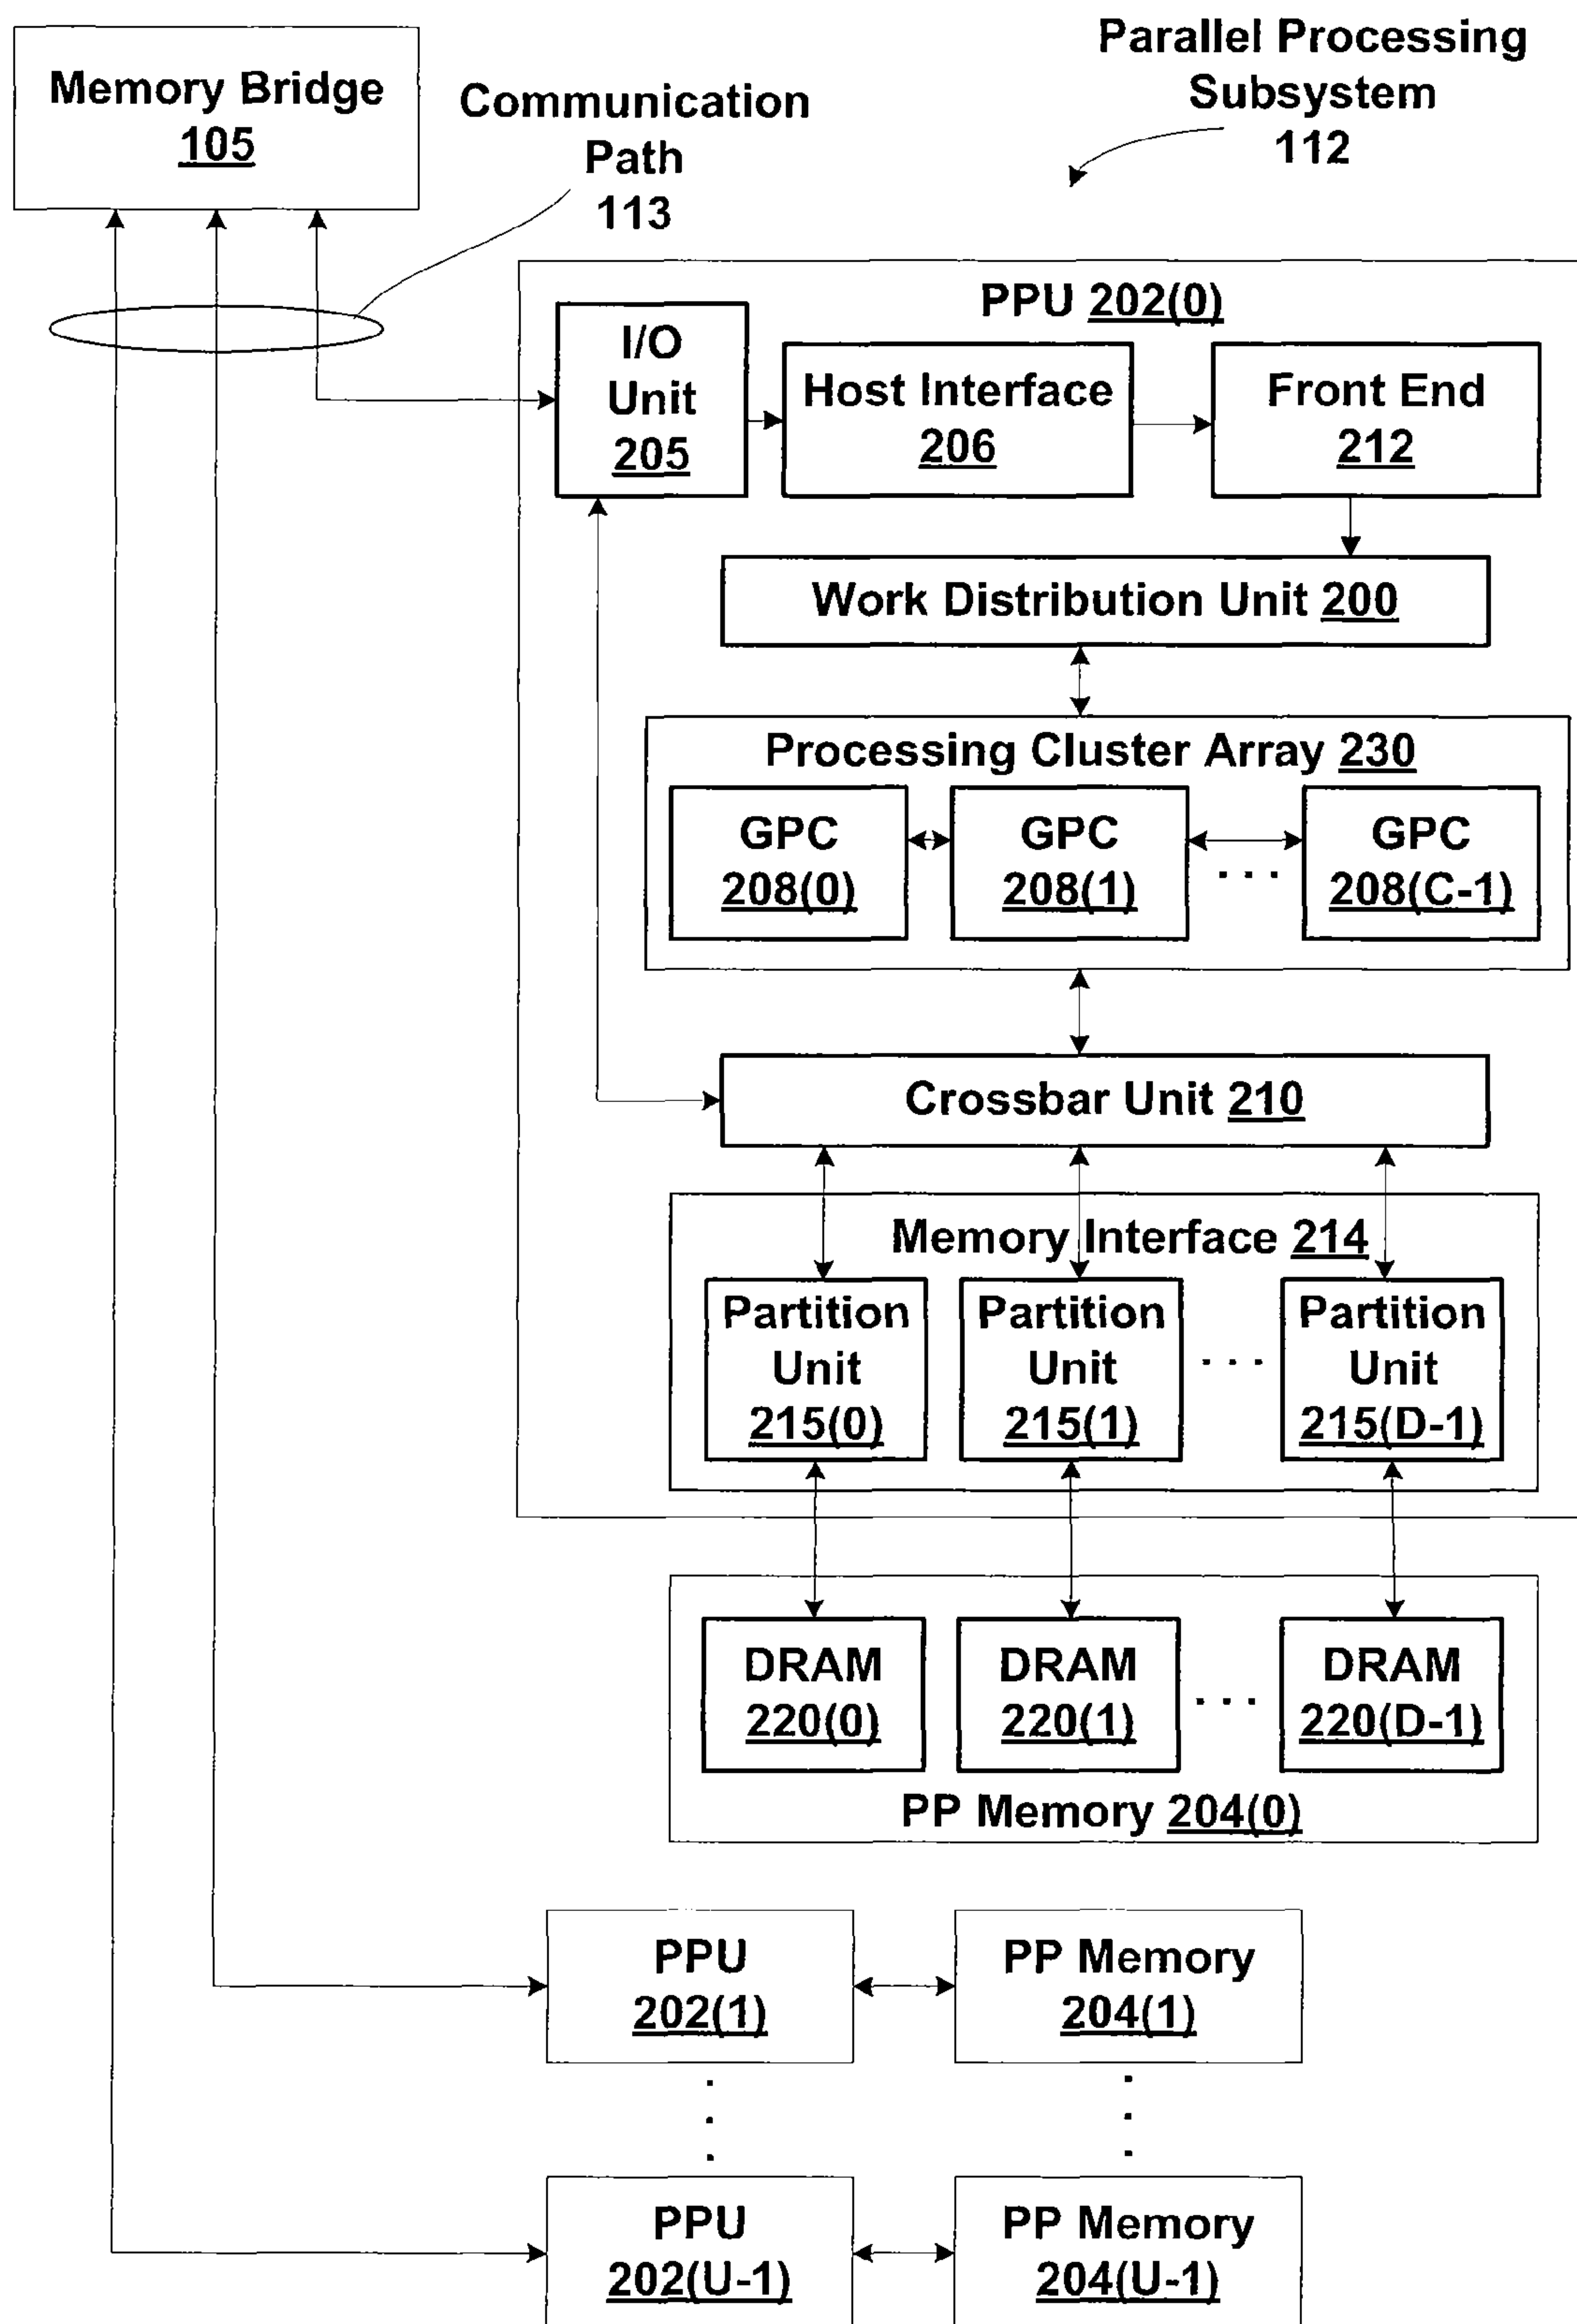 Memory Bridge
105
Communication
Path
113
Parallel Processing
Subsystem
112
PPU 202(0)
I/O
Unit
205
Host Interface
206
Front End
212
Work Distribution Unit 200
Processing Cluster Array 230
GPC
208(0)
GPC
208(1)
. . .
GPC
208(C-1)
Crossbar Unit 210
Memory Interface 214
Partition
Unit
215(0)
Partition
Unit
215(1)
. . .
Partition
Unit
215(D-1)
DRAM
220(0)
DRAM
220(1)
. . .
DRAM
220(D-1)
PP Memory 204(0)
PPU
202(1)
PP Memory
204(1)
PPU
202(U-1)
PP Memory
204(U-1)